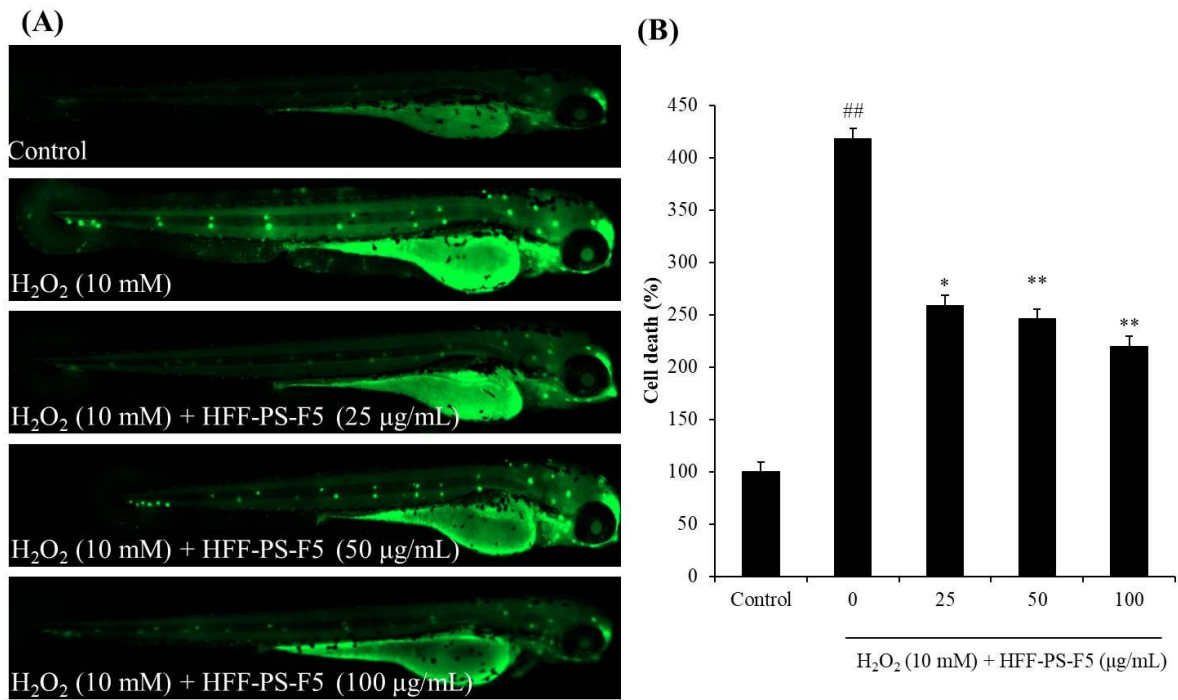 (A)
Control
H₂O₂ (10 mM)
H₂O₂ (10 mM) + HFF-PS-F5 (25 μg/mL)
H₂O₂ (10 mM) + HFF-PS-F5 (50 μg/mL)
H₂O₂ (10 mM) + HFF-PS-F5 (100 μg/mL)
(B)
Cell death (%)
450
400
350
300
250
200
150
100
50
0
##
*
**
**
Control 0 25 50 100
H₂O₂ (10 mM) + HFF-PS-F5 (μg/mL)